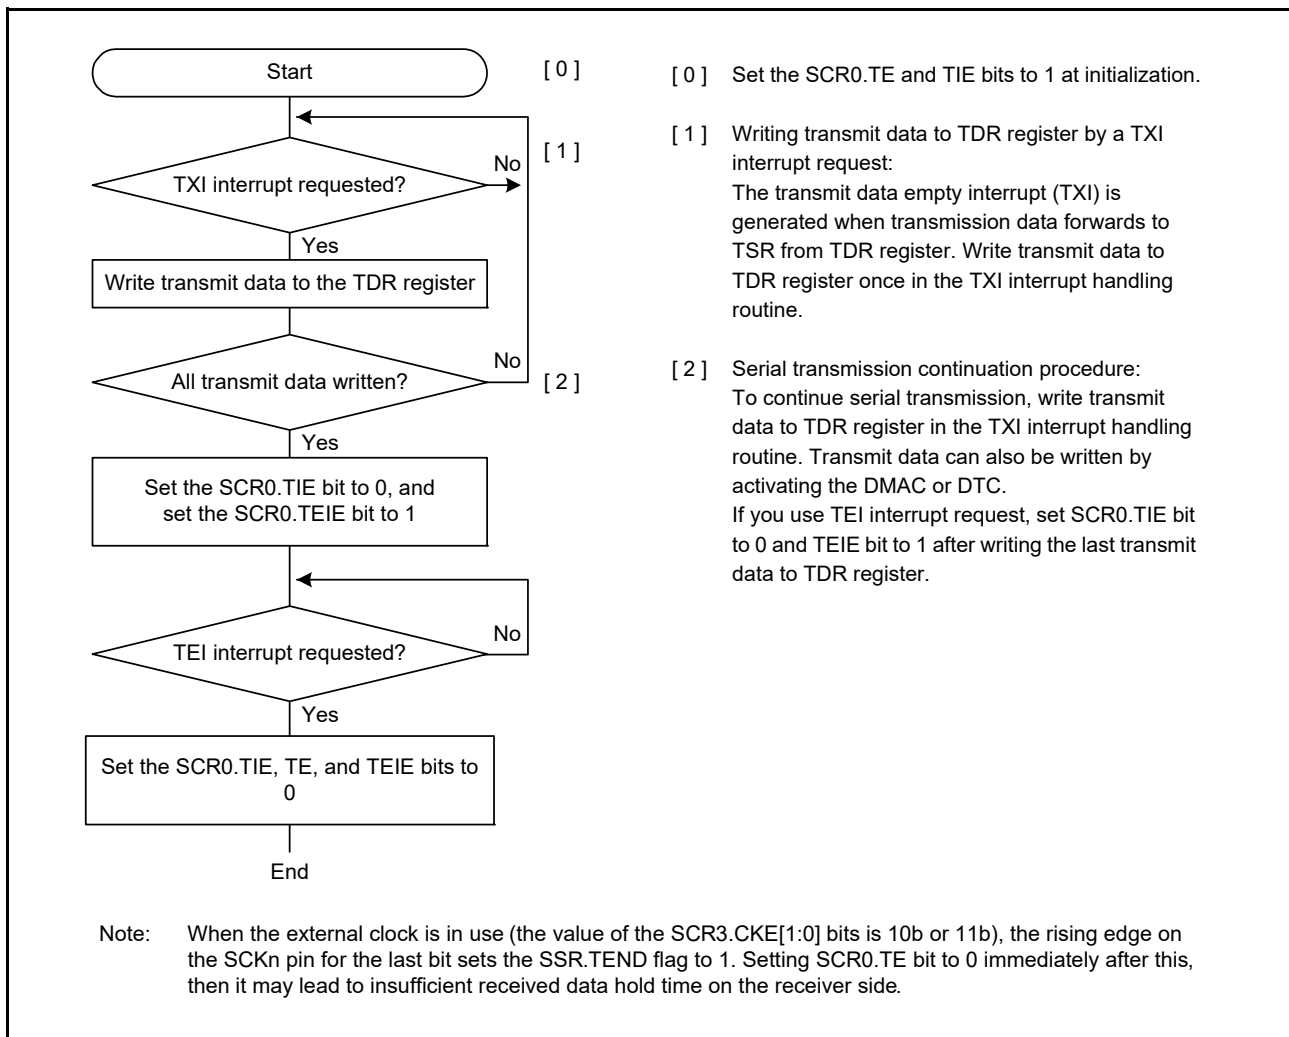 Start
[ 0 ]
TXI interrupt requested?
No
[ 1 ]
Yes
Write transmit data to the TDR register
All transmit data written?
No
[ 2 ]
Yes
Set the SCR0.TIE bit to 0, and
set the SCR0.TEIE bit to 1
TEI interrupt requested?
No
Yes
Set the SCR0.TIE, TE, and TEIE bits to
0
End
[ 0 ] Set the SCR0.TE and TIE bits to 1 at initialization.
[ 1 ] Writing transmit data to TDR register by a TXI
interrupt request:
The transmit data empty interrupt (TXI) is
generated when transmission data forwards to
TSR from TDR register. Write transmit data to
TDR register once in the TXI interrupt handling
routine.
[ 2 ] Serial transmission continuation procedure:
To continue serial transmission, write transmit
data to TDR register in the TXI interrupt handling
routine. Transmit data can also be written by
activating the DMAC or DTC.
If you use TEI interrupt request, set SCR0.TIE bit
to 0 and TEIE bit to 1 after writing the last transmit
data to TDR register.
Note: When the external clock is in use (the value of the SCR3.CKE[1:0] bits is 10b or 11b), the rising edge on
the SCKn pin for the last bit sets the SSR.TEND flag to 1. Setting SCR0.TE bit to 0 immediately after this,
then it may lead to insufficient received data hold time on the receiver side.